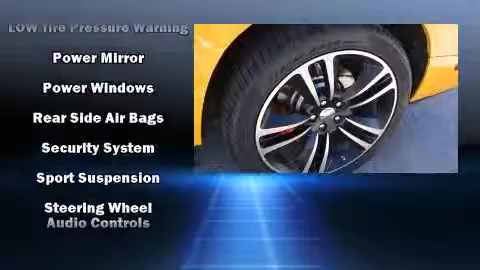 LOW Tire Pressure Warning
Power Mirror
Power Windows
Rear Side Air Bags
Security System
Sport Suspension
Steering Wheel
Audio Controls